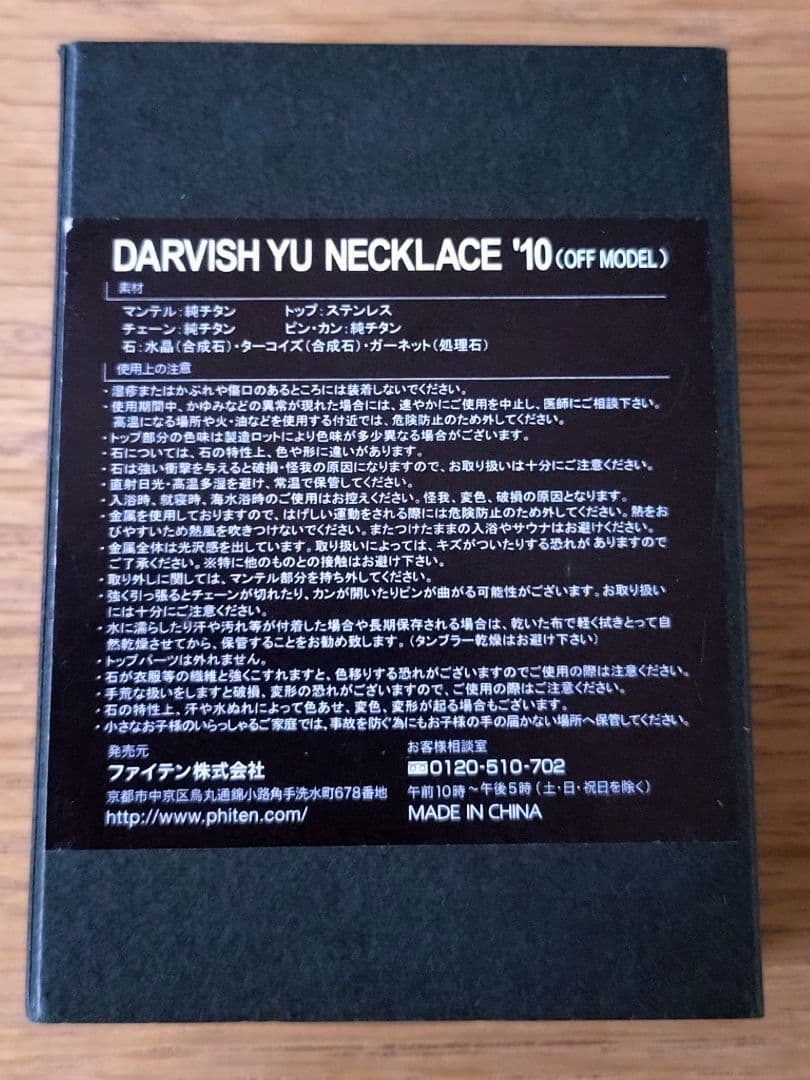 DARVISH YU NECKLACE '10 (OFF MODEL)
素材
マンテル：純チタン　トップ：ステンレス
チェーン：純チタン　ピン・カン：純チタン
石：水晶（合成石）・ターコイズ（合成石）・ガーネット（処理石）
使用上の注意
・湿疹またはかぶれや傷口のあるところには装着しないでください。
・使用期間中、かゆみなどの異常が現れた場合には、速やかにご使用を中止し、医師にご相談下さい。
高温になる場所や火・油などを使用する付近では、危険防止のため外してください。
・トップ部分の色味は製造ロットにより色味が多少異なる場合がございます。
・石については、石の特性上、色や形に違いがあります。
・石は強い衝撃を与えると破損・怪我の原因になりますので、お取り扱いは十分にご注意ください。
・直射日光・高温多湿を避け、常温で保管してください。
・入浴時、就寝時、海水浴時のご使用はお控えください。怪我、変色、破損の原因となります。
・金属を使用しておりますので、はげしい運動をされる際には危険防止のため外してください。熱をお
びやすいため熱風を吹きつけないでください。またつけたままの入浴やサウナはお避けください。
・金属全体は光沢感を出しています。取り扱いによっては、キズがついたりする恐れがありますので
ご了承ください。※特に他のものとの接触はお避け下さい。
・取り外しに関しては、マンテル部分を持ち外してください。
・強く引っ張るとチェーンが切れたり、カンが開いたりピンが曲がる可能性がございます。お取り扱い
には十分にご注意ください。
・水に濡らしたり汗や汚れ等が付着した場合や長期保存される場合は、乾いた布で軽く拭きとって自
然乾燥させてから、保管することをお勧め致します。（タンブラー乾燥はお避け下さい）
・トップパーツは外れません。
・石が衣服等の繊維と強くこすれますと、色移りする恐れがございますのでご使用の際は注意ください。
・手荒な扱いをしますと破損、変形の恐れがございますので、ご使用の際はご注意ください。
・石の特性上、汗や水ぬれによって色あせ、変色、変形が起る場合もございます。
・小さなお子様のいらっしゃるご家庭では、事故を防ぐ為にもお子様の手の届かない場所へ保管してください。
発売元
ファイテン株式会社
京都市中京区烏丸通錦小路角手洗水町678番地
http://www.phiten.com/
お客様相談室
0120-510-702
午前10時～午後5時（土・日・祝日を除く）
MADE IN CHINA